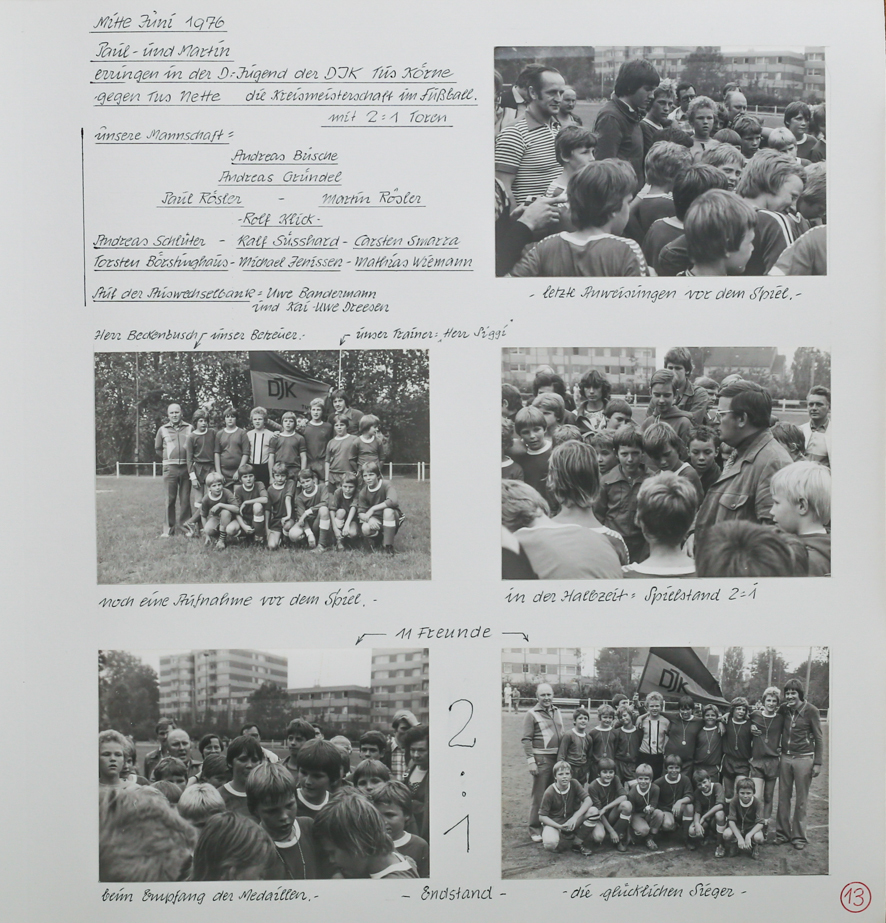 Mitte Juni 1976
Paul- und Martin
erringen in der D=Jugend der DJK Tus Körne
gegen Tus Nette die Kreismeisterschaft im Fußball.
mit 2=1 Toren
unsere Mannschaft=
Andreas Büsche
Andreas Gründel
Paul Rösler - Martin Rösler
-Rolf Klick-
Andreas Schlüter - Ralf Süsshard - Carsten Smarra
Torsten Börstinghaus - Michael Jenissen - Mathias Wiemann
Auf der Auswechselbank= Uwe Bandermann
und Kai-Uwe Dreesen
- letzte Anweisungen vor dem Spiel.-
Herr Beckenbusch unser Betreuer.-
unser Trainer= "Herr Siggi"
DJK
noch eine Aufnahme vor dem Spiel.-
in der Halbzeit= Spielstand 2=1
11 Freunde
2
:
1
DJK
beim Empfang der Medaillen.-
- Endstand -
- die glücklichen Sieger -
13